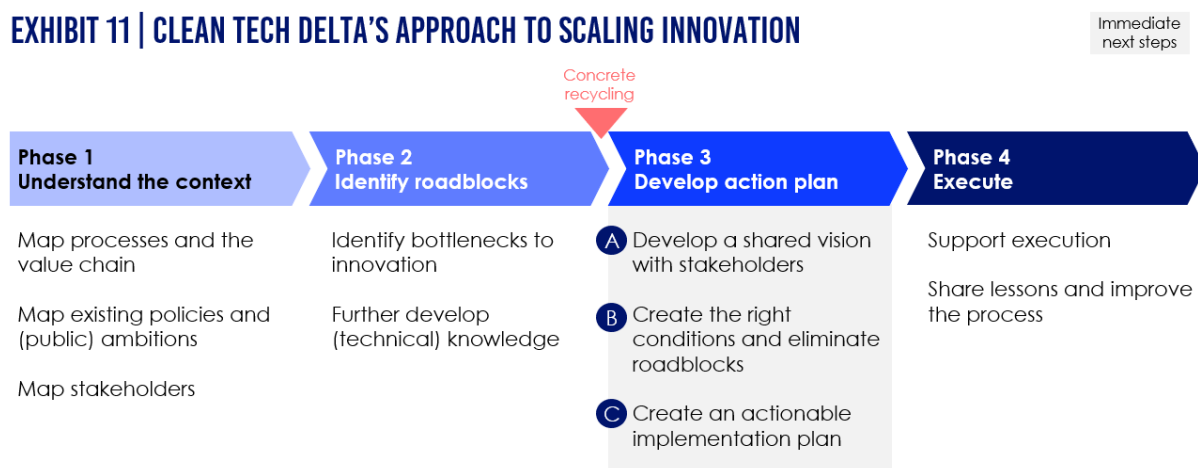 EXHIBIT 11 | CLEAN TECH DELTA'S APPROACH TO SCALING INNOVATION
Immediate
next steps
Concrete
recycling
Phase 1
Understand the context
Phase 2
Identify roadblocks
Phase 3
Develop action plan
Phase 4
Execute
Map processes and the
value chain
Map existing policies and
(public) ambitions
Map stakeholders
Identify bottlenecks to
innovation
Further develop
(technical) knowledge
A Develop a shared vision
with stakeholders
B Create the right
conditions and eliminate
roadblocks
C Create an actionable
implementation plan
Support execution
Share lessons and improve
the process